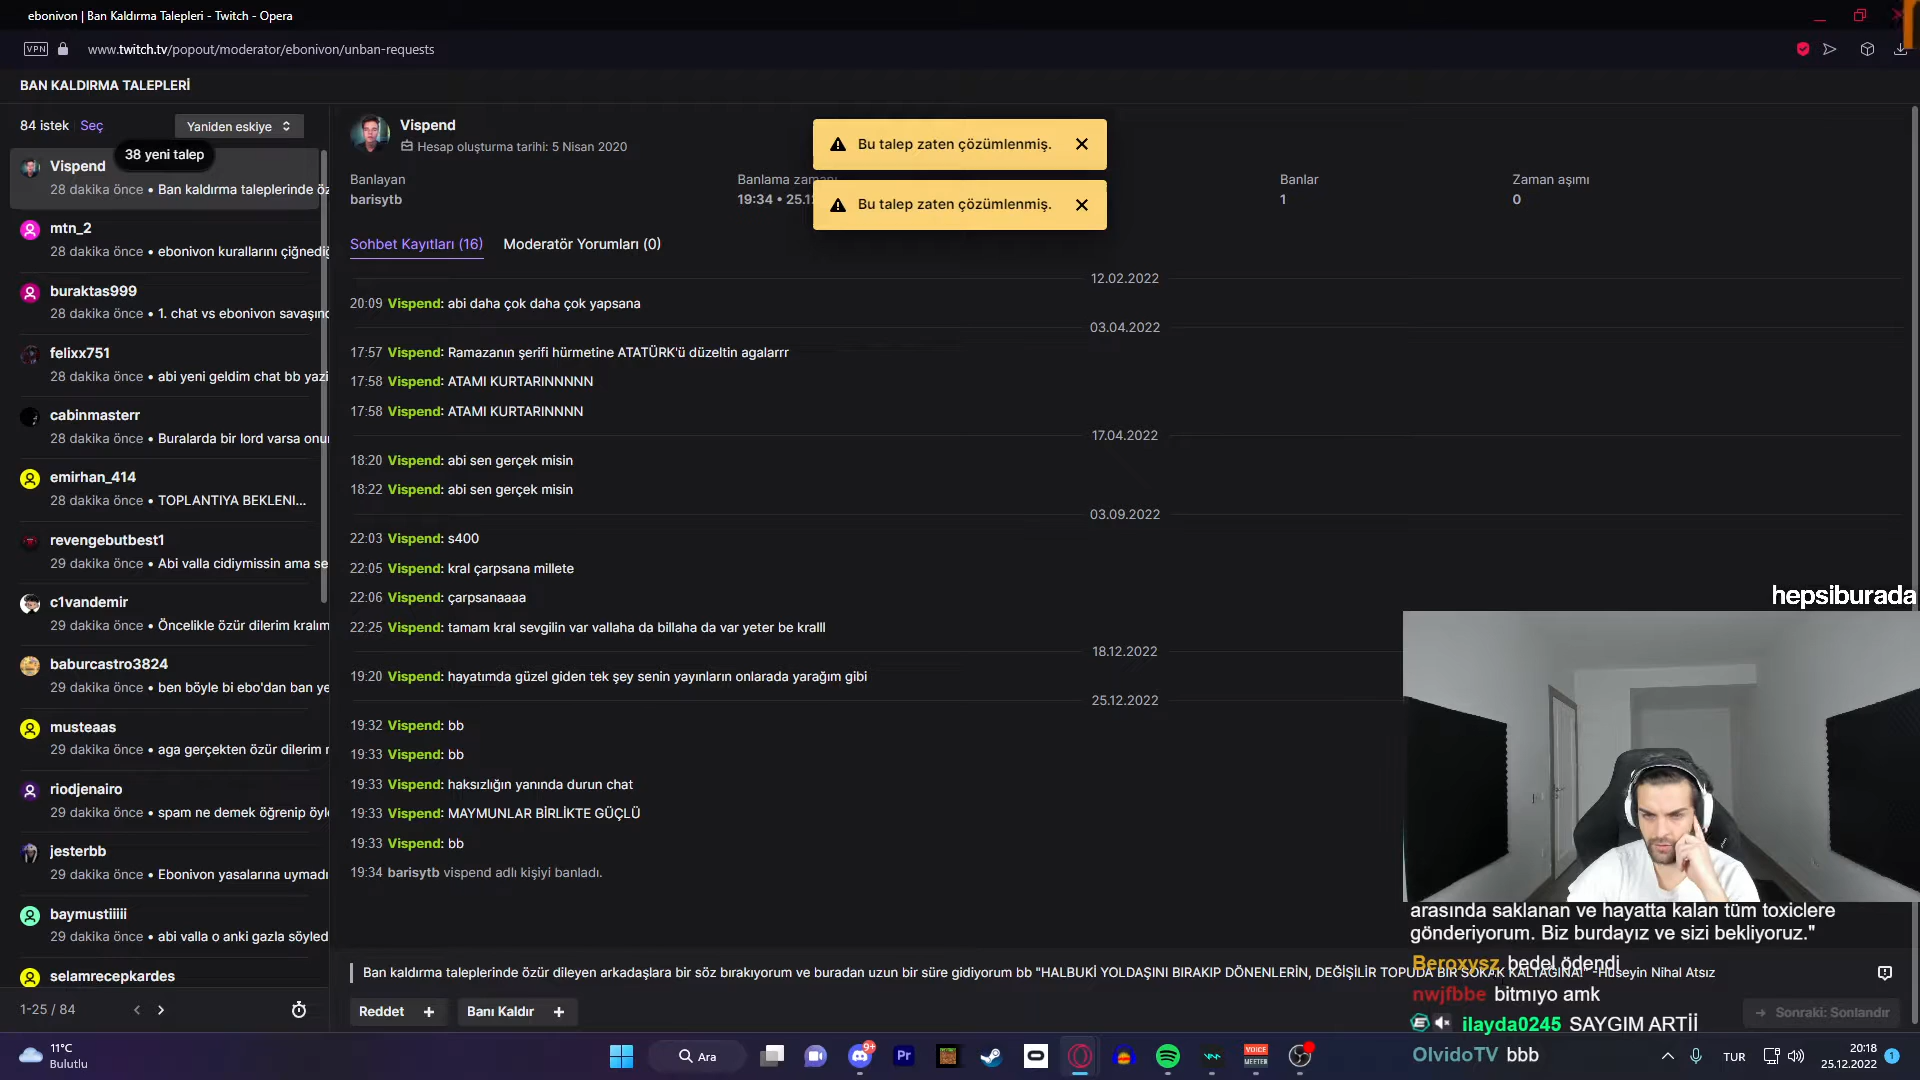 ebonivon | Ban Kaldırma Talepleri - Twitch - Opera
VPN
www.twitch.tv/popout/moderator/ebonivon/unban-requests
BAN KALDIRMA TALEPLERİ
84 istek Seç
Yaniden eskiye
38 yeni talep
Vispend
28 dakika önce • Ban kaldırma taleplerinde öz
mtn_2
28 dakika önce • ebonivon kurallarını çiğnediğ
buraktas999
28 dakika önce • 1. chat vs ebonivon savaşınd
felixx751
28 dakika önce • abi yeni geldim chat bb yazi
cabinmasterr
28 dakika önce • Buralarda bir lord varsa onur
emirhan_414
28 dakika önce • TOPLANTIYA BEKLENI...
revengebutbest1
29 dakika önce • Abi valla cidiymissin ama se
c1vandemir
29 dakika önce • Öncelikle özür dilerim kralım
baburcastro3824
29 dakika önce • ben böyle bi ebo'dan ban ye
musteaas
29 dakika önce • aga gerçekten özür dilerim
riodjenairo
29 dakika önce • spam ne demek öğrenip öyle
jesterbb
29 dakika önce • Ebonivon yasalarına uymadı
baymustiiiii
29 dakika önce • abi valla o anki gazla söyled
selamrecepkardes
1-25 / 84
Vispend
Hesap oluşturma tarihi: 5 Nisan 2020
Bu talep zaten çözümlenmiş.
Bu talep zaten çözümlenmiş.
Banlayan
barisytb
Banlama zamanı
19:34 • 25.12
Banlar
1
Zaman aşımı
0
Sohbet Kayıtları (16)
Moderatör Yorumları (0)
12.02.2022
20:09 Vispend: abi daha çok daha çok yapsana
03.04.2022
17:57 Vispend: Ramazanın şerifi hürmetine ATATÜRK'ü düzeltin agalarrr
17:58 Vispend: ATAMI KURTARINNNNN
17:58 Vispend: ATAMI KURTARINNNN
17.04.2022
18:20 Vispend: abi sen gerçek misin
18:22 Vispend: abi sen gerçek misin
03.09.2022
22:03 Vispend: s400
22:05 Vispend: kral çarpsana millete
22:06 Vispend: çarpsanaaaa
22:25 Vispend: tamam kral sevgilin var vallaha da billaha da var yeter be kralll
18.12.2022
19:20 Vispend: hayatımda güzel giden tek şey senin yayınların onlarada yarağım gibi
25.12.2022
19:32 Vispend: bb
19:33 Vispend: bb
19:33 Vispend: haksızlığın yanında durun chat
19:33 Vispend: MAYMUNLAR BİRLİKTE GÜÇLÜ
19:33 Vispend: bb
19:34 barisytb vispend adlı kişiyi banladı.
Ban kaldırma taleplerinde özür dileyen arkadaşlara bir söz bırakıyorum ve buradan uzun bir süre gidiyorum bb "HALBUKİ YOLDAŞINI BIRAKIP DÖNENLERİN, DEĞİŞİLİR TOPUDA BİR SOKAK KALTAĞINA!" -Hüseyin Nihal Atsız
Reddet
Banı Kaldır
Sonraki: Sonlandır
hepsiburada
arasında saklanan ve hayatta kalan tüm toxiclere
gönderiyorum. Biz burdayız ve sizi bekliyoruz."
Beroxysz bedel ödendi
nwjfbbe bitmıyo amk
ilayda0245 SAYGIM ARTİİ
OlvidoTV bbb
11°C
Bulutlu
Ara
9+
Pr
VOICE
MEETER
TUR
20:18
25.12.2022
1